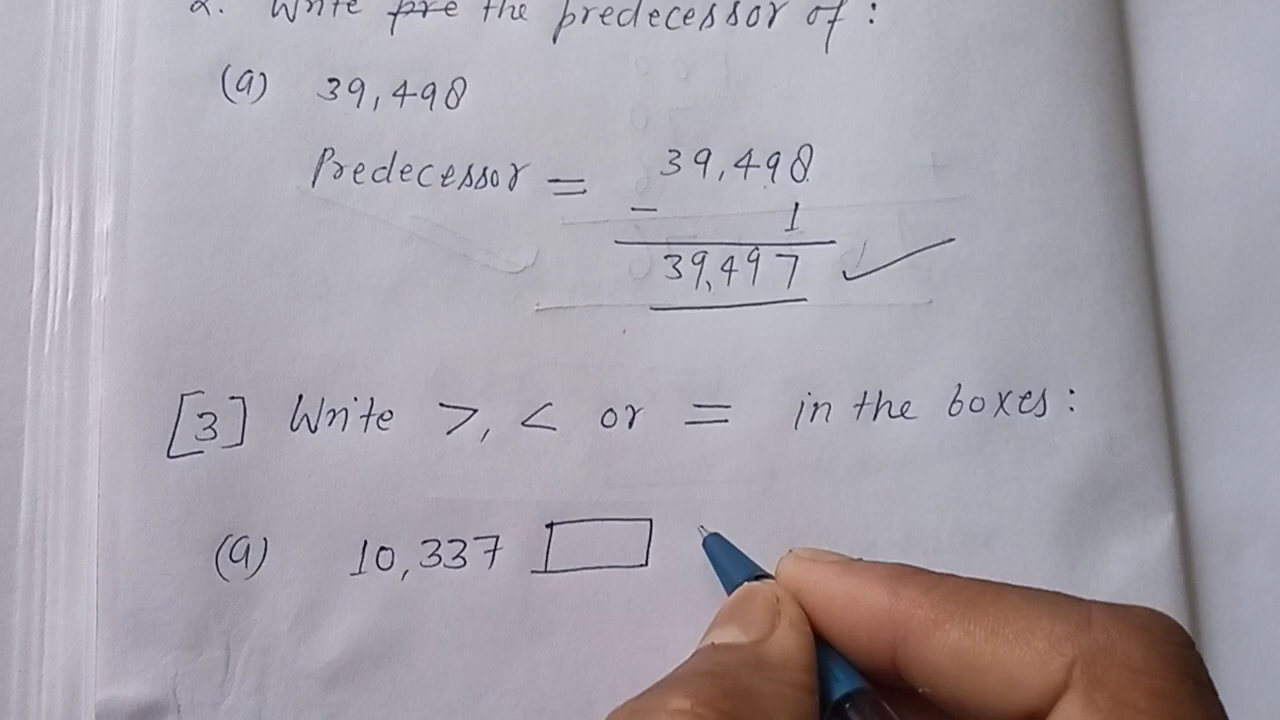 2. Write pre the predecessor of :
(a) 39,498
Predecessor = 39,498
- 1
39,497
[3] Write >, < or = in the boxes :
(a) 10,337